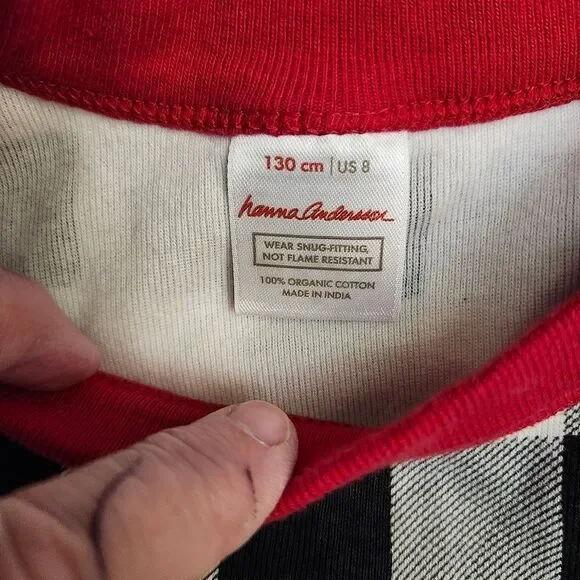 130 cm | US 8
hanna Andersson
WEAR SNUG-FITTING,
NOT FLAME RESISTANT
100% ORGANIC COTTON
MADE IN INDIA